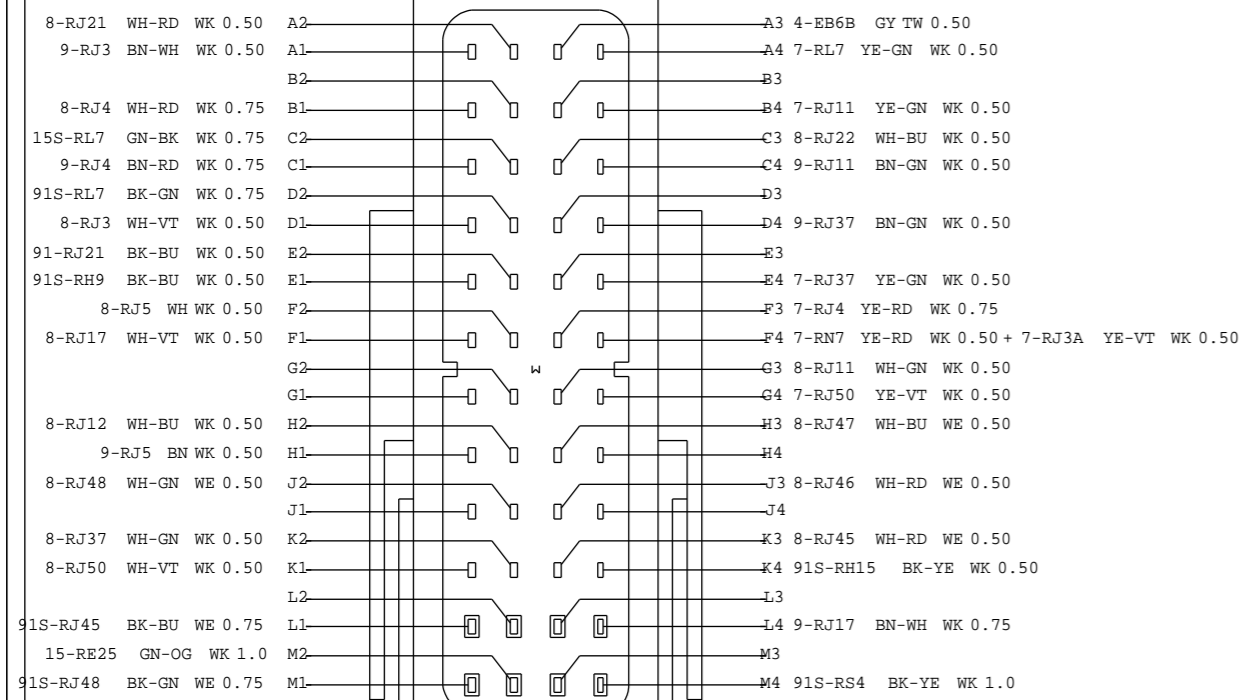 8-RJ21 WH-RD WK 0.50 A2 A3 4-EB6B GY TW 0.50
9-RJ3 BN-WH WK 0.50 A1 A4 7-RL7 YE-GN WK 0.50
B2 B3
8-RJ4 WH-RD WK 0.75 B1 B4 7-RJ11 YE-GN WK 0.50
15S-RL7 GN-BK WK 0.75 C2 C3 8-RJ22 WH-BU WK 0.50
9-RJ4 BN-RD WK 0.75 C1 C4 9-RJ11 BN-GN WK 0.50
91S-RL7 BK-GN WK 0.75 D2 D3
8-RJ3 WH-VT WK 0.50 D1 D4 9-RJ37 BN-GN WK 0.50
91-RJ21 BK-BU WK 0.50 E2 E3
91S-RH9 BK-BU WK 0.50 E1 E4 7-RJ37 YE-GN WK 0.50
8-RJ5 WH WK 0.50 F2 F3 7-RJ4 YE-RD WK 0.75
8-RJ17 WH-VT WK 0.50 F1 F4 7-RN7 YE-RD WK 0.50 + 7-RJ3A YE-VT WK 0.50
G2 W G3 8-RJ11 WH-GN WK 0.50
G1 G4 7-RJ50 YE-VT WK 0.50
8-RJ12 WH-BU WK 0.50 H2 H3 8-RJ47 WH-BU WE 0.50
9-RJ5 BN WK 0.50 H1 H4
8-RJ48 WH-GN WE 0.50 J2 J3 8-RJ46 WH-RD WE 0.50
J1 J4
8-RJ37 WH-GN WK 0.50 K2 K3 8-RJ45 WH-RD WE 0.50
8-RJ50 WH-VT WK 0.50 K1 K4 91S-RH15 BK-YE WK 0.50
L2 L3
91S-RJ45 BK-BU WE 0.75 L1 L4 9-RJ17 BN-WH WK 0.75
15-RE25 GN-OG WK 1.0 M2 M3
91S-RJ48 BK-GN WE 0.75 M1 M4 91S-RS4 BK-YE WK 1.0